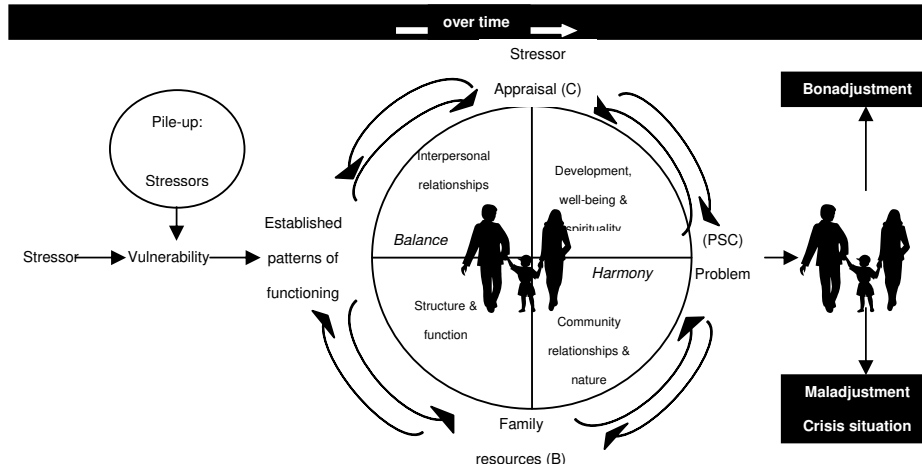 over time
Stressor
Appraisal (C)
Bonadjustment
Pile-up:
Stressors
Interpersonal
relationships
Development,
well-being &
spirituality
Established
patterns of
functioning
Balance
(PSC)
Problem
Stressor
Vulnerability
Harmony
Structure &
function
Community
relationships &
nature
Maladjustment
Crisis situation
Family
resources (B)